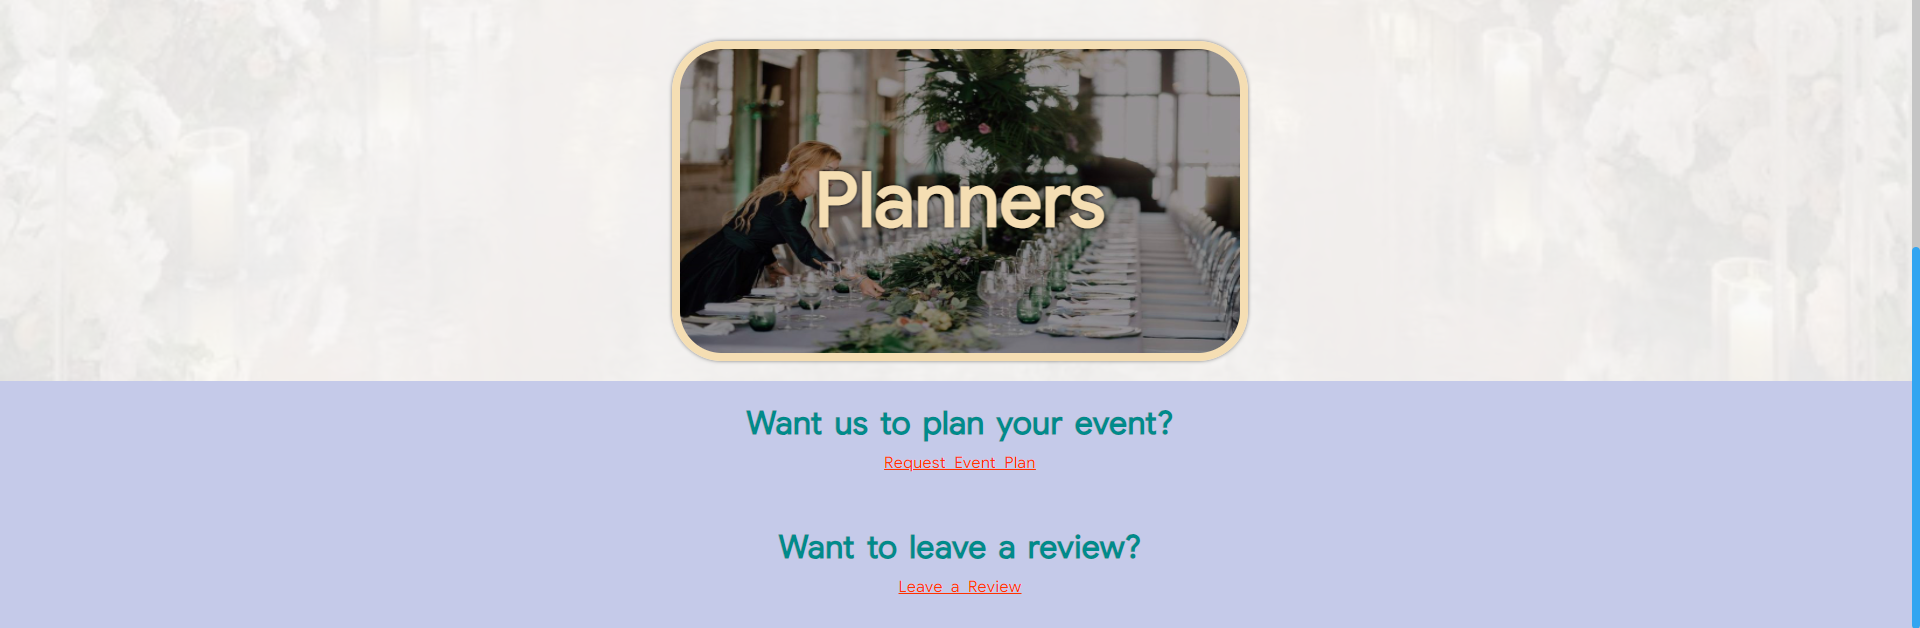 Planners
Want us to plan your event?
Request Event Plan
Want to leave a review?
Leave a Review